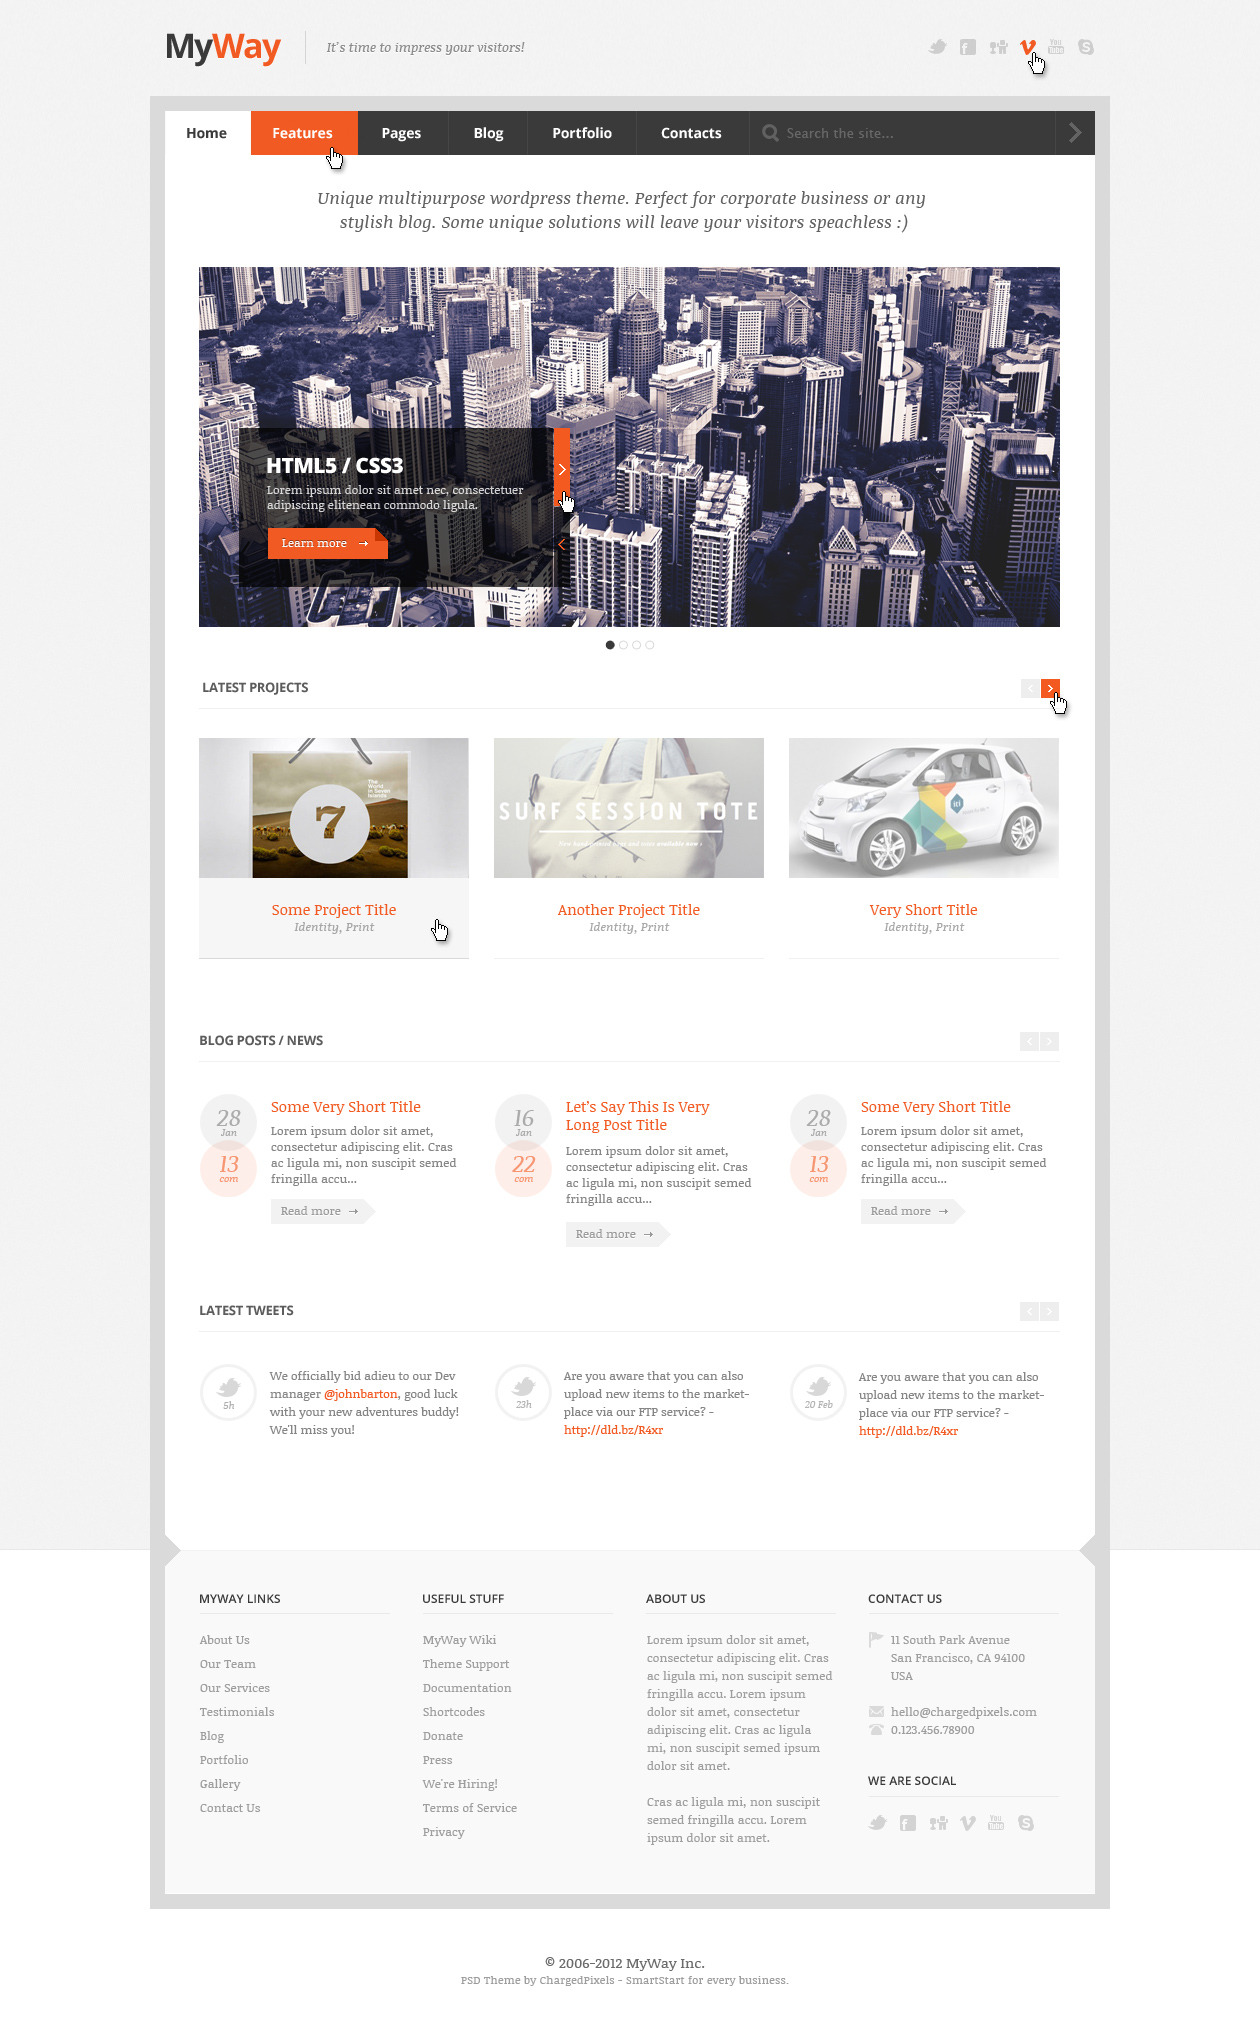 MyWay
It's time to impress your visitors!
Home Features Pages Blog Portfolio Contacts Search the site...
Unique multipurpose wordpress theme. Perfect for corporate business or any
stylish blog. Some unique solutions will leave your visitors speachless :)
HTML5 / CSS3
Lorem ipsum dolor sit amet nec, consectetuer
adipiscing elitenean commodo ligula.
Learn more →
LATEST PROJECTS
The
World
in Seven
Islands
7
SURF SESSION TOTE
available now ›
iti
Some Project Title
Identity, Print
Another Project Title
Identity, Print
Very Short Title
Identity, Print
BLOG POSTS / NEWS
28
Jan
13
com
Some Very Short Title
Lorem ipsum dolor sit amet,
consectetur adipiscing elit. Cras
ac ligula mi, non suscipit semed
fringilla accu...
Read more →
16
Jan
22
com
Let's Say This Is Very
Long Post Title
Lorem ipsum dolor sit amet,
consectetur adipiscing elit. Cras
ac ligula mi, non suscipit semed
fringilla accu...
Read more →
28
Jan
13
com
Some Very Short Title
Lorem ipsum dolor sit amet,
consectetur adipiscing elit. Cras
ac ligula mi, non suscipit semed
fringilla accu...
Read more →
LATEST TWEETS
5h
We officially bid adieu to our Dev
manager @johnbarton, good luck
with your new adventures buddy!
We'll miss you!
23h
Are you aware that you can also
upload new items to the market-
place via our FTP service? -
http://dld.bz/R4xr
20 Feb
Are you aware that you can also
upload new items to the market-
place via our FTP service? -
http://dld.bz/R4xr
MYWAY LINKS
About Us
Our Team
Our Services
Testimonials
Blog
Portfolio
Gallery
Contact Us
USEFUL STUFF
MyWay Wiki
Theme Support
Documentation
Shortcodes
Donate
Press
We're Hiring!
Terms of Service
Privacy
ABOUT US
Lorem ipsum dolor sit amet,
consectetur adipiscing elit. Cras
ac ligula mi, non suscipit semed
fringilla accu. Lorem ipsum
dolor sit amet, consectetur
adipiscing elit. Cras ac ligula
mi, non suscipit semed ipsum
dolor sit amet.
Cras ac ligula mi, non suscipit
semed fringilla accu. Lorem
ipsum dolor sit amet.
CONTACT US
11 South Park Avenue
San Francisco, CA 94100
USA
hello@chargedpixels.com
0.123.456.78900
WE ARE SOCIAL
© 2006-2012 MyWay Inc.
PSD Theme by ChargedPixels - SmartStart for every business.